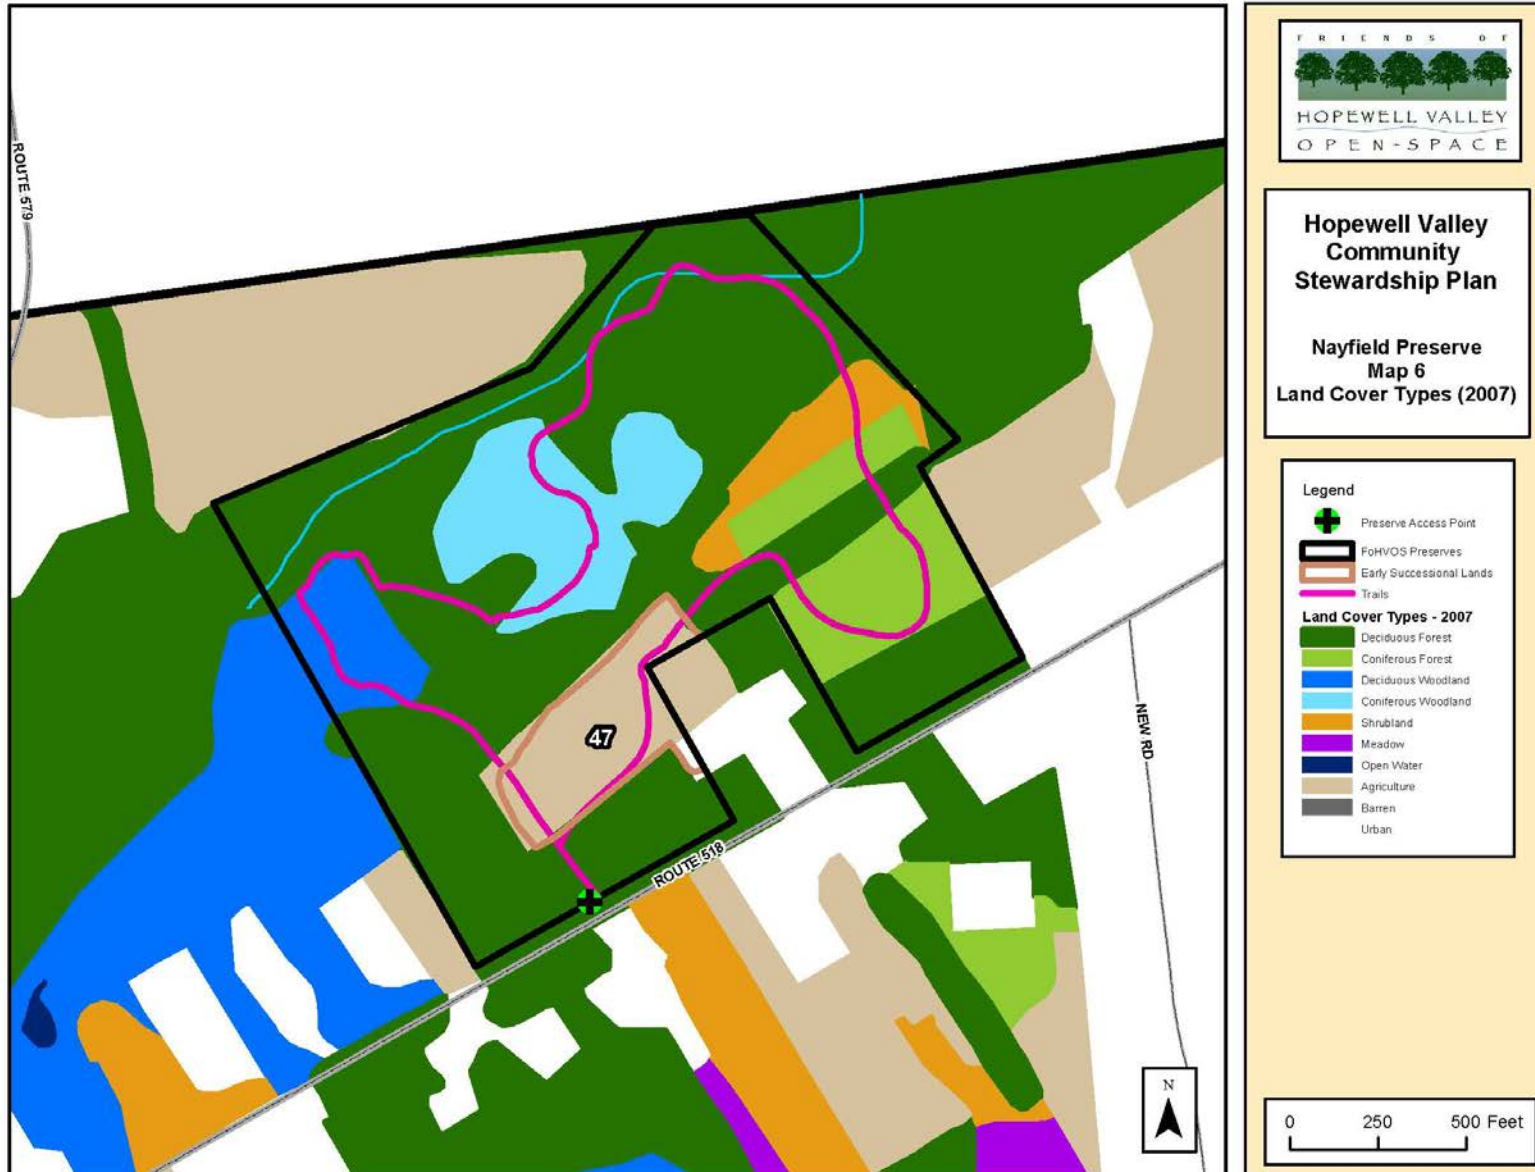 ROUTE 579
47
ROUTE 518
NEW RD
N
FRIENDS OF
HOPEWELL VALLEY
OPEN-SPACE
Hopewell Valley
Community
Stewardship Plan
Nayfield Preserve
Map 6
Land Cover Types (2007)
Legend
Preserve Access Point
FoHVOS Preserves
Early Successional Lands
Trails
Land Cover Types - 2007
Deciduous Forest
Coniferous Forest
Deciduous Woodland
Coniferous Woodland
Shrubland
Meadow
Open Water
Agriculture
Barren
Urban
0 250 500 Feet